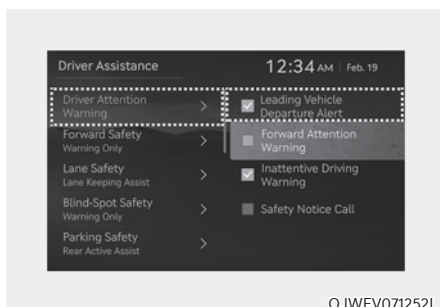 Driver Assistance
12:34 AM | Feb. 19
Driver Attention
Warning
Forward Safety
Warning Only
Lane Safety
Lane Keeping Assist
Blind-Spot Safety
Warning Only
Parking Safety
Rear Active Assist
Leading Vehicle
Departure Alert
Forward Attention
Warning
Inattentive Driving
Warning
Safety Notice Call
OJWEV071252L